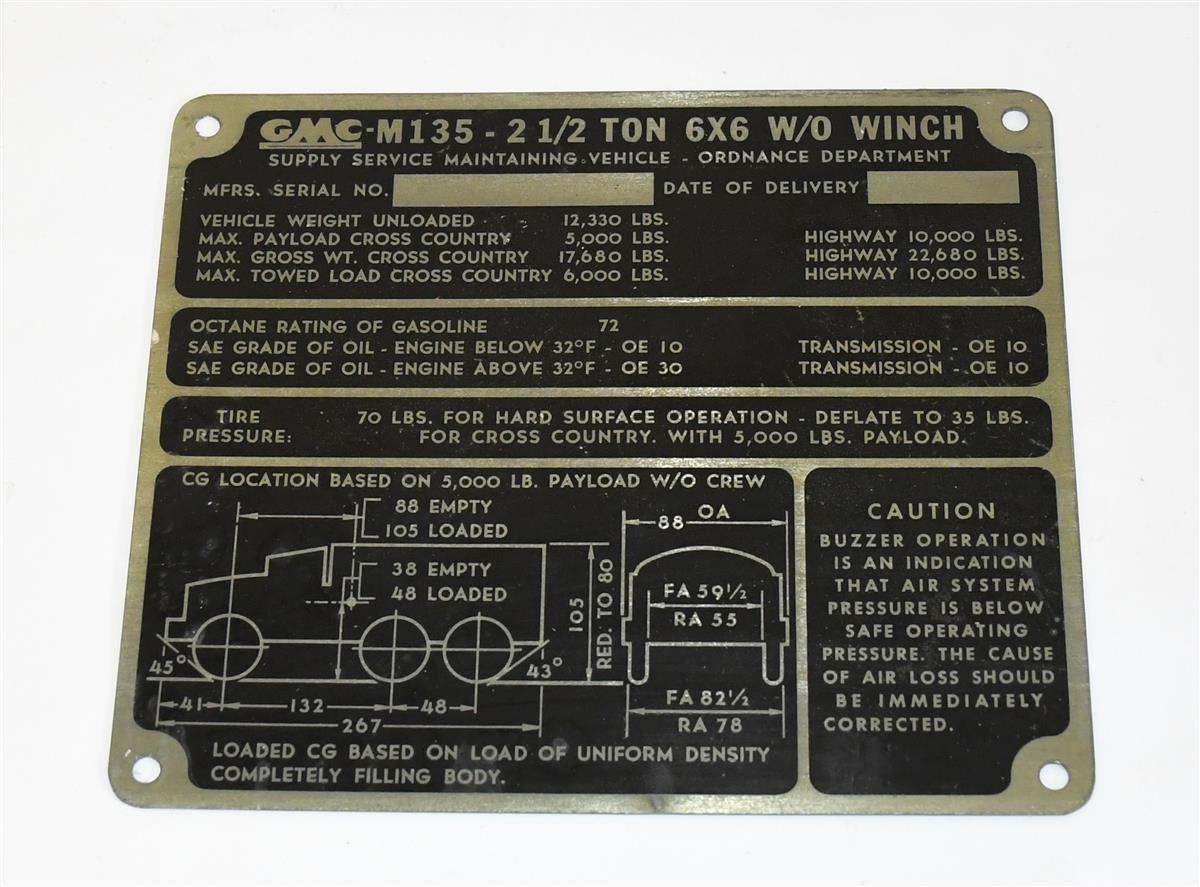 GMC-M135 - 2 1/2 TON 6X6 W/O WINCH
SUPPLY SERVICE MAINTAINING VEHICLE - ORDNANCE DEPARTMENT
MFRS. SERIAL NO. DATE OF DELIVERY
VEHICLE WEIGHT UNLOADED 12,330 LBS.
MAX. PAYLOAD CROSS COUNTRY 5,000 LBS. HIGHWAY 10,000 LBS.
MAX. GROSS WT. CROSS COUNTRY 17,680 LBS. HIGHWAY 22,680 LBS.
MAX. TOWED LOAD CROSS COUNTRY 6,000 LBS. HIGHWAY 10,000 LBS.
OCTANE RATING OF GASOLINE 72
SAE GRADE OF OIL - ENGINE BELOW 32°F - OE 10 TRANSMISSION - OE 10
SAE GRADE OF OIL - ENGINE ABOVE 32°F - OE 30 TRANSMISSION - OE 10
TIRE PRESSURE: 70 LBS. FOR HARD SURFACE OPERATION - DEFLATE TO 35 LBS.
FOR CROSS COUNTRY. WITH 5,000 LBS. PAYLOAD.
CG LOCATION BASED ON 5,000 LB. PAYLOAD W/O CREW
88 EMPTY
105 LOADED
38 EMPTY
48 LOADED
105
RED. TO 80
45°
43°
41 132 48
267
88 OA
FA 59½
RA 55
FA 82½
RA 78
LOADED CG BASED ON LOAD OF UNIFORM DENSITY
COMPLETELY FILLING BODY.
CAUTION
BUZZER OPERATION
IS AN INDICATION
THAT AIR SYSTEM
PRESSURE IS BELOW
SAFE OPERATING
PRESSURE. THE CAUSE
OF AIR LOSS SHOULD
BE IMMEDIATELY
CORRECTED.